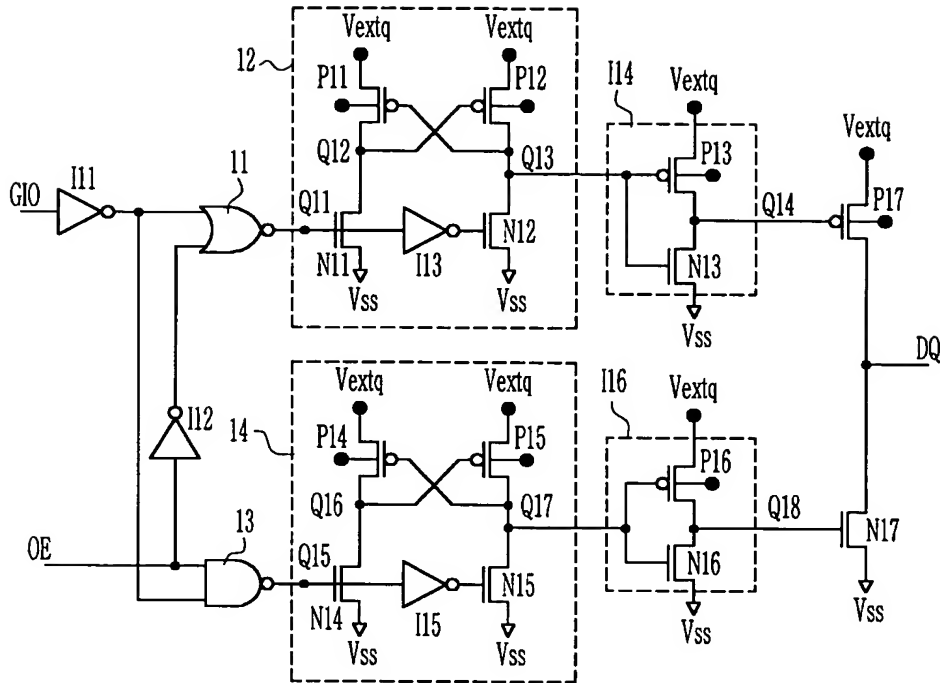 Vextq Vextq
12 P11 P12 I14 Vextq
Vextq
Q12 Q13 P13
GIO I11 11 Q11 Q14 P17
N11 I13 N12 N13
Vss Vss Vss
DQ
Vextq Vextq I16 Vextq
I12 14 P14 P15 P16
Q16 Q17 Q18
OE 13 Q15 N17
N14 I15 N15 N16
Vss Vss Vss Vss